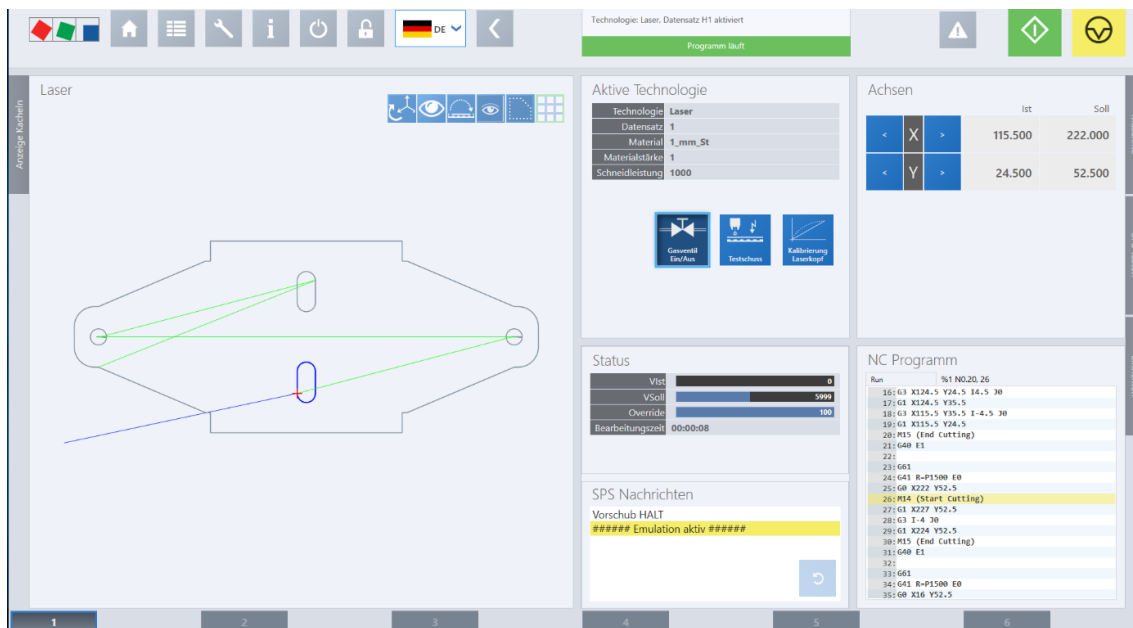 DE
Technologie: Laser, Datensatz H1 aktiviert
Programm läuft
Anzeige Kacheln
Laser
Aktive Technologie
Technologie Laser
Datensatz 1
Material 1_mm_St
Materialstärke 1
Schneidleistung 1000
Gasventil
Ein/Aus
Testschuss
Kalibrierung
Laserkopf
Achsen
Ist Soll
< X > 115.500 222.000
< Y > 24.500 52.500
Status
VIst 0
VSoll 5999
Override 100
Bearbeitungszeit 00:00:08
SPS Nachrichten
Vorschub HALT
###### Emulation aktiv ######
NC Programm
Run %1 N0.20, 26
16: G3 X124.5 Y24.5 I4.5 J0
17: G1 X124.5 Y35.5
18: G3 X115.5 Y35.5 I-4.5 J0
19: G1 X115.5 Y24.5
20: M15 (End Cutting)
21: G40 E1
22:
23: G61
24: G41 R=P1500 E0
25: G0 X222 Y52.5
26: M14 (Start Cutting)
27: G1 X227 Y52.5
28: G3 I-4 J0
29: G1 X224 Y52.5
30: M15 (End Cutting)
31: G40 E1
32:
33: G61
34: G41 R=P1500 E0
35: G0 X16 Y52.5
1 2 3 4 5 6